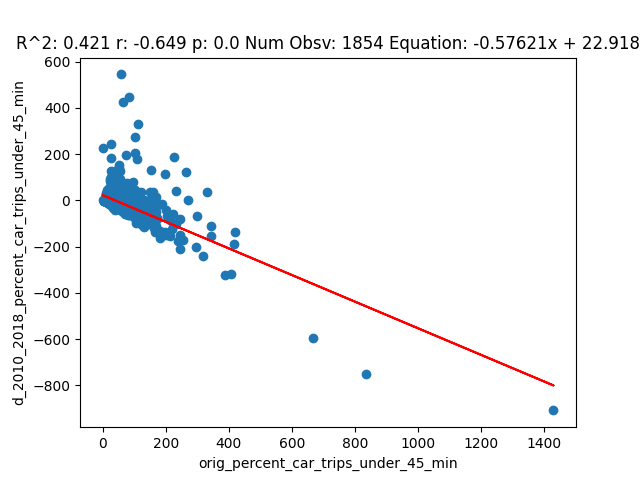 R^2: 0.421 r: -0.649 p: 0.0 Num Obsv: 1854 Equation: -0.57621x + 22.918
d_2010_2018_percent_car_trips_under_45_min
600
400
200
0
−200
−400
−600
−800
0 200 400 600 800 1000 1200 1400
orig_percent_car_trips_under_45_min